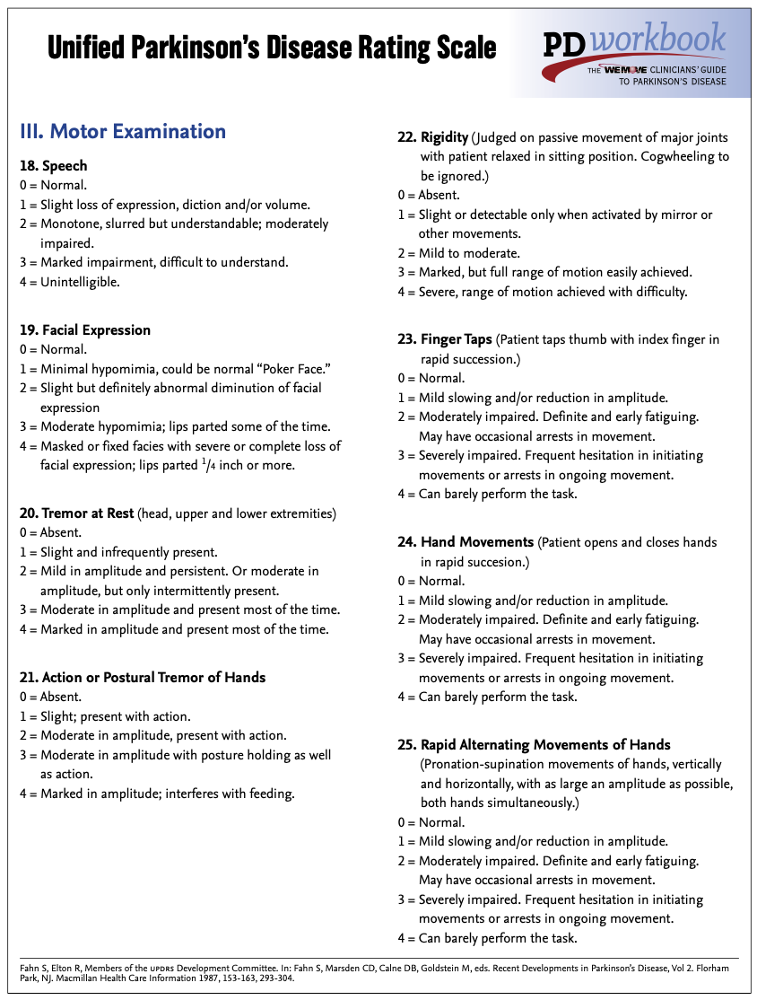 Unified Parkinson's Disease Rating Scale
PD workbook
THE WEMOVE CLINICIANS' GUIDE
TO PARKINSON'S DISEASE
III. Motor Examination
18. Speech
0 = Normal.
1 = Slight loss of expression, diction and/or volume.
2 = Monotone, slurred but understandable; moderately
impaired.
3 = Marked impairment, difficult to understand.
4 = Unintelligible.
19. Facial Expression
0 = Normal.
1 = Minimal hypomimia, could be normal “Poker Face.”
2 = Slight but definitely abnormal diminution of facial
expression
3 = Moderate hypomimia; lips parted some of the time.
4 = Masked or fixed facies with severe or complete loss of
facial expression; lips parted 1/4 inch or more.
20. Tremor at Rest (head, upper and lower extremities)
0 = Absent.
1 = Slight and infrequently present.
2 = Mild in amplitude and persistent. Or moderate in
amplitude, but only intermittently present.
3 = Moderate in amplitude and present most of the time.
4 = Marked in amplitude and present most of the time.
21. Action or Postural Tremor of Hands
0 = Absent.
1 = Slight; present with action.
2 = Moderate in amplitude, present with action.
3 = Moderate in amplitude with posture holding as well
as action.
4 = Marked in amplitude; interferes with feeding.
22. Rigidity (Judged on passive movement of major joints
with patient relaxed in sitting position. Cogwheeling to
be ignored.)
0 = Absent.
1 = Slight or detectable only when activated by mirror or
other movements.
2 = Mild to moderate.
3 = Marked, but full range of motion easily achieved.
4 = Severe, range of motion achieved with difficulty.
23. Finger Taps (Patient taps thumb with index finger in
rapid succession.)
0 = Normal.
1 = Mild slowing and/or reduction in amplitude.
2 = Moderately impaired. Definite and early fatiguing.
May have occasional arrests in movement.
3 = Severely impaired. Frequent hesitation in initiating
movements or arrests in ongoing movement.
4 = Can barely perform the task.
24. Hand Movements (Patient opens and closes hands
in rapid succesion.)
0 = Normal.
1 = Mild slowing and/or reduction in amplitude.
2 = Moderately impaired. Definite and early fatiguing.
May have occasional arrests in movement.
3 = Severely impaired. Frequent hesitation in initiating
movements or arrests in ongoing movement.
4 = Can barely perform the task.
25. Rapid Alternating Movements of Hands
(Pronation-supination movements of hands, vertically
and horizontally, with as large an amplitude as possible,
both hands simultaneously.)
0 = Normal.
1 = Mild slowing and/or reduction in amplitude.
2 = Moderately impaired. Definite and early fatiguing.
May have occasional arrests in movement.
3 = Severely impaired. Frequent hesitation in initiating
movements or arrests in ongoing movement.
4 = Can barely perform the task.
Fahn S, Elton R, Members of the UPDRS Development Committee. In: Fahn S, Marsden CD, Calne DB, Goldstein M, eds. Recent Developments in Parkinson's Disease, Vol 2. Florham
Park, NJ. Macmillan Health Care Information 1987, 153-163, 293-304.